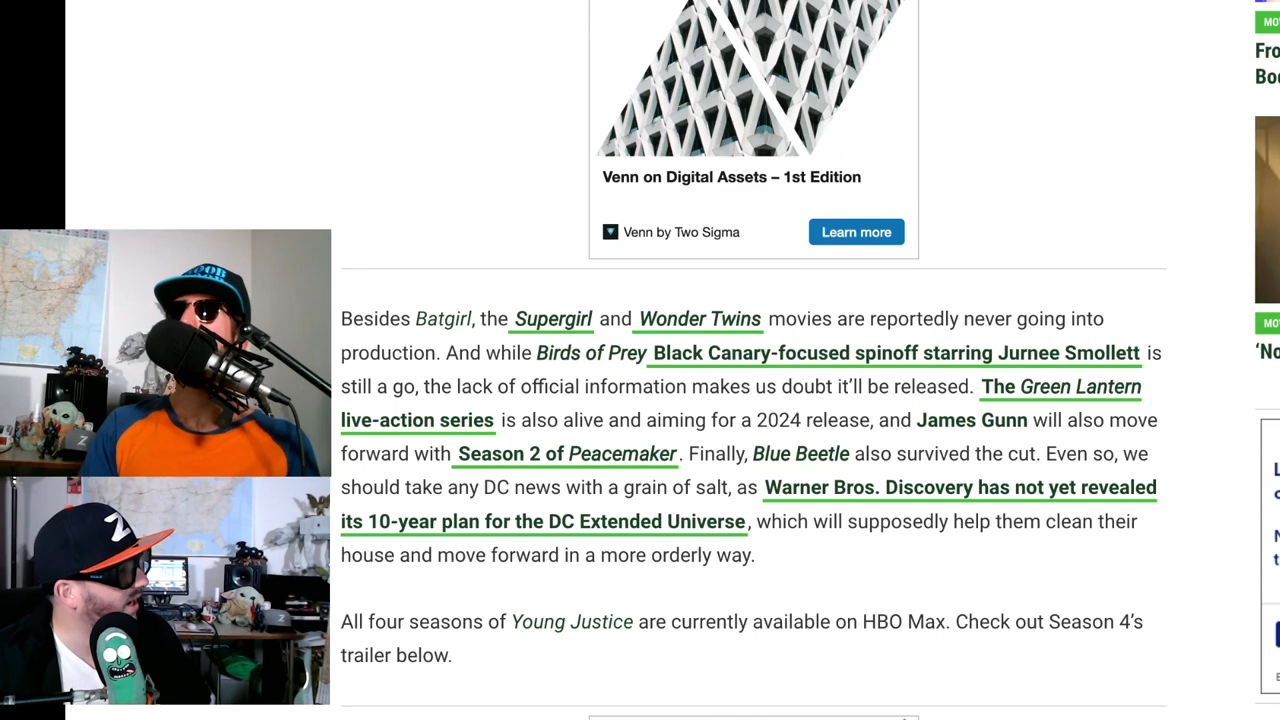 MO
Fro
Boo
Venn on Digital Assets – 1st Edition
Venn by Two Sigma
Learn more
Besides Batgirl, the Supergirl and Wonder Twins movies are reportedly never going into
production. And while Birds of Prey Black Canary-focused spinoff starring Jurnee Smollett is
still a go, the lack of official information makes us doubt it’ll be released. The Green Lantern
live-action series is also alive and aiming for a 2024 release, and James Gunn will also move
forward with Season 2 of Peacemaker. Finally, Blue Beetle also survived the cut. Even so, we
should take any DC news with a grain of salt, as Warner Bros. Discovery has not yet revealed
its 10-year plan for the DC Extended Universe, which will supposedly help them clean their
house and move forward in a more orderly way.
All four seasons of Young Justice are currently available on HBO Max. Check out Season 4’s
trailer below.
MO
‘No
Z
Z